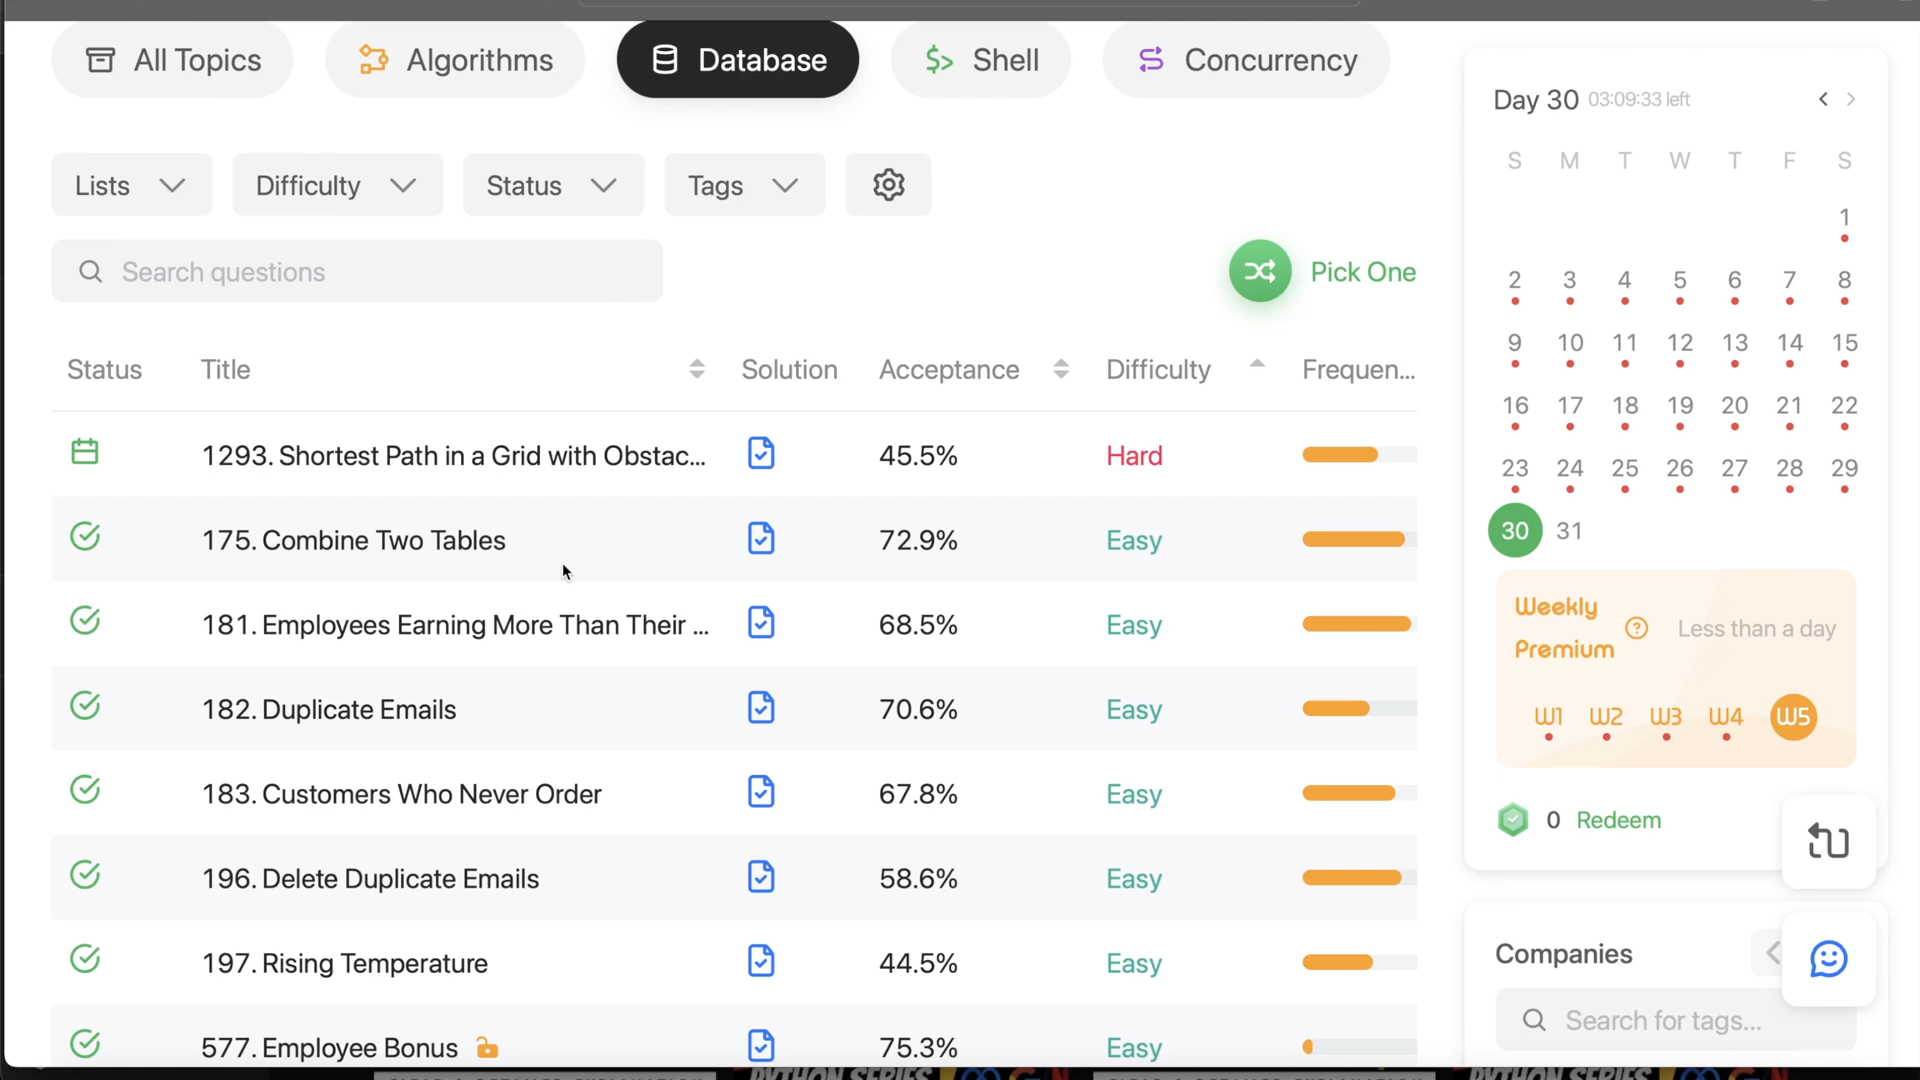 All Topics
Algorithms
Database
$> Shell
Concurrency
Lists
Difficulty
Status
Tags
Search questions
Pick One
Status Title Solution Acceptance Difficulty Frequen...
1293. Shortest Path in a Grid with Obstac... 45.5% Hard
175. Combine Two Tables 72.9% Easy
181. Employees Earning More Than Their ... 68.5% Easy
182. Duplicate Emails 70.6% Easy
183. Customers Who Never Order 67.8% Easy
196. Delete Duplicate Emails 58.6% Easy
197. Rising Temperature 44.5% Easy
577. Employee Bonus 75.3% Easy
Day 30 03:09:33 left
S M T W T F S
1
2 3 4 5 6 7 8
9 10 11 12 13 14 15
16 17 18 19 20 21 22
23 24 25 26 27 28 29
30 31
Weekly
Premium
? Less than a day
W1 W2 W3 W4 W5
0 Redeem
Companies
Search for tags...
PYTHON SERIES
PYTHON SERIES